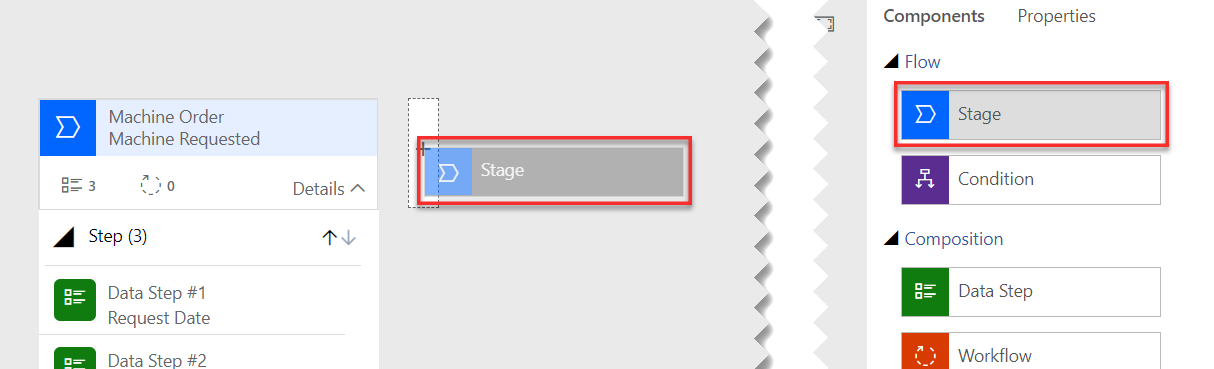 Machine Order
Machine Requested
3
0
Details
Step (3)
Data Step #1
Request Date
Data Step #2
Stage
Components
Properties
Flow
Stage
Condition
Composition
Data Step
Workflow